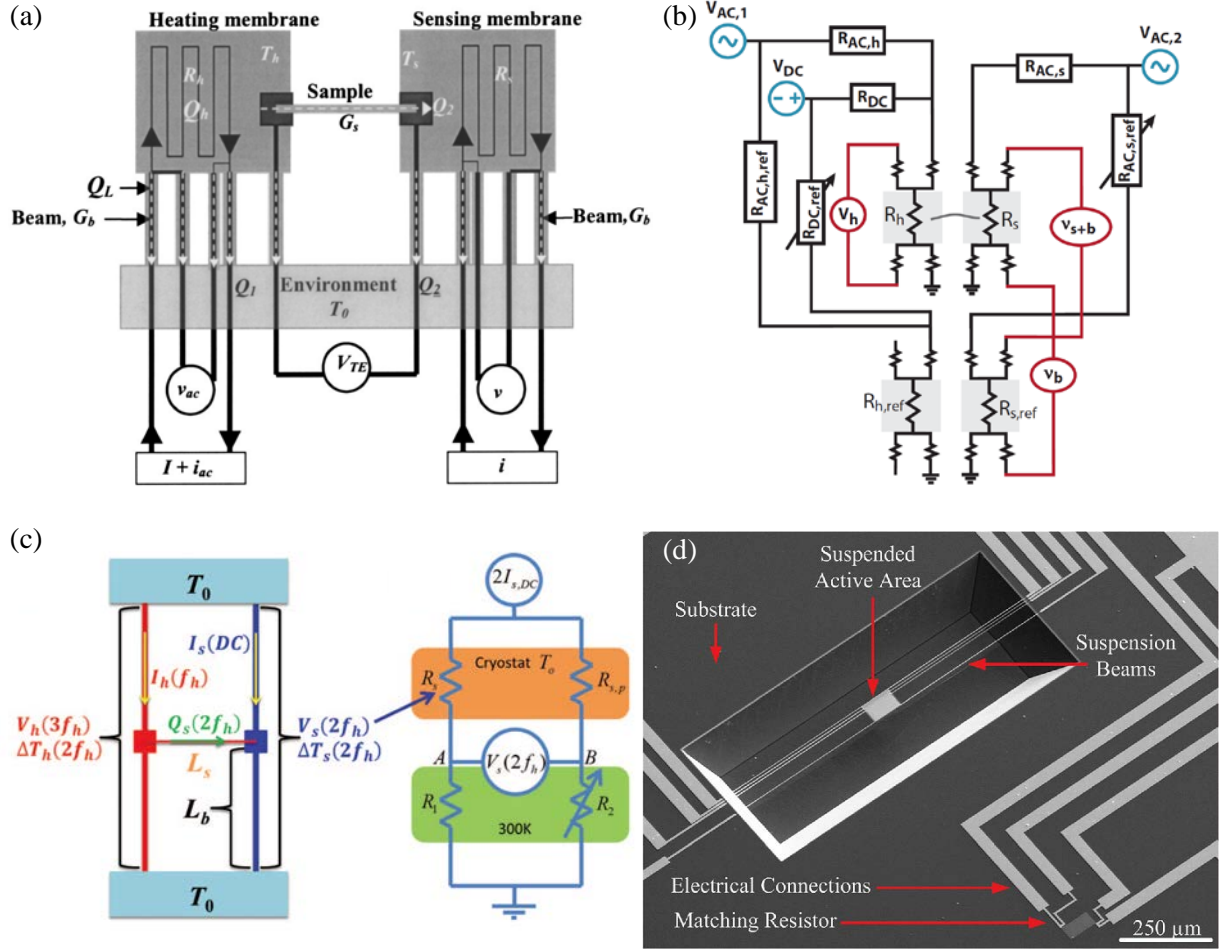 (a)
Heating membrane
Sensing membrane
T_h
T_s
R_h
Q_h
Sample
G_s
Q_2
R_s
Q_L
Beam, G_b
Beam, G_b
Q_1
Environment
T_0
Q_2
v_ac
V_TE
v
I + i_ac
i
(b)
V_AC,1
R_AC,h
V_AC,2
V_DC
R_AC,s
R_DC
R_AC,h,ref
R_DC,ref
R_AC,s,ref
V_h
R_h
R_s
v_s+b
v_b
R_h,ref
R_s,ref
(c)
T_0
I_s(DC)
I_h(f_h)
V_h(3f_h)
ΔT_h(2f_h)
Q_s(2f_h)
L_s
V_s(2f_h)
ΔT_s(2f_h)
L_b
T_0
2I_s,DC
Cryostat T_o
R_s
R_s,p
A
V_s(2f_h)
B
R_1
R_2
300K
(d)
Suspended
Active Area
Substrate
Suspension
Beams
Electrical Connections
Matching Resistor
250 µm